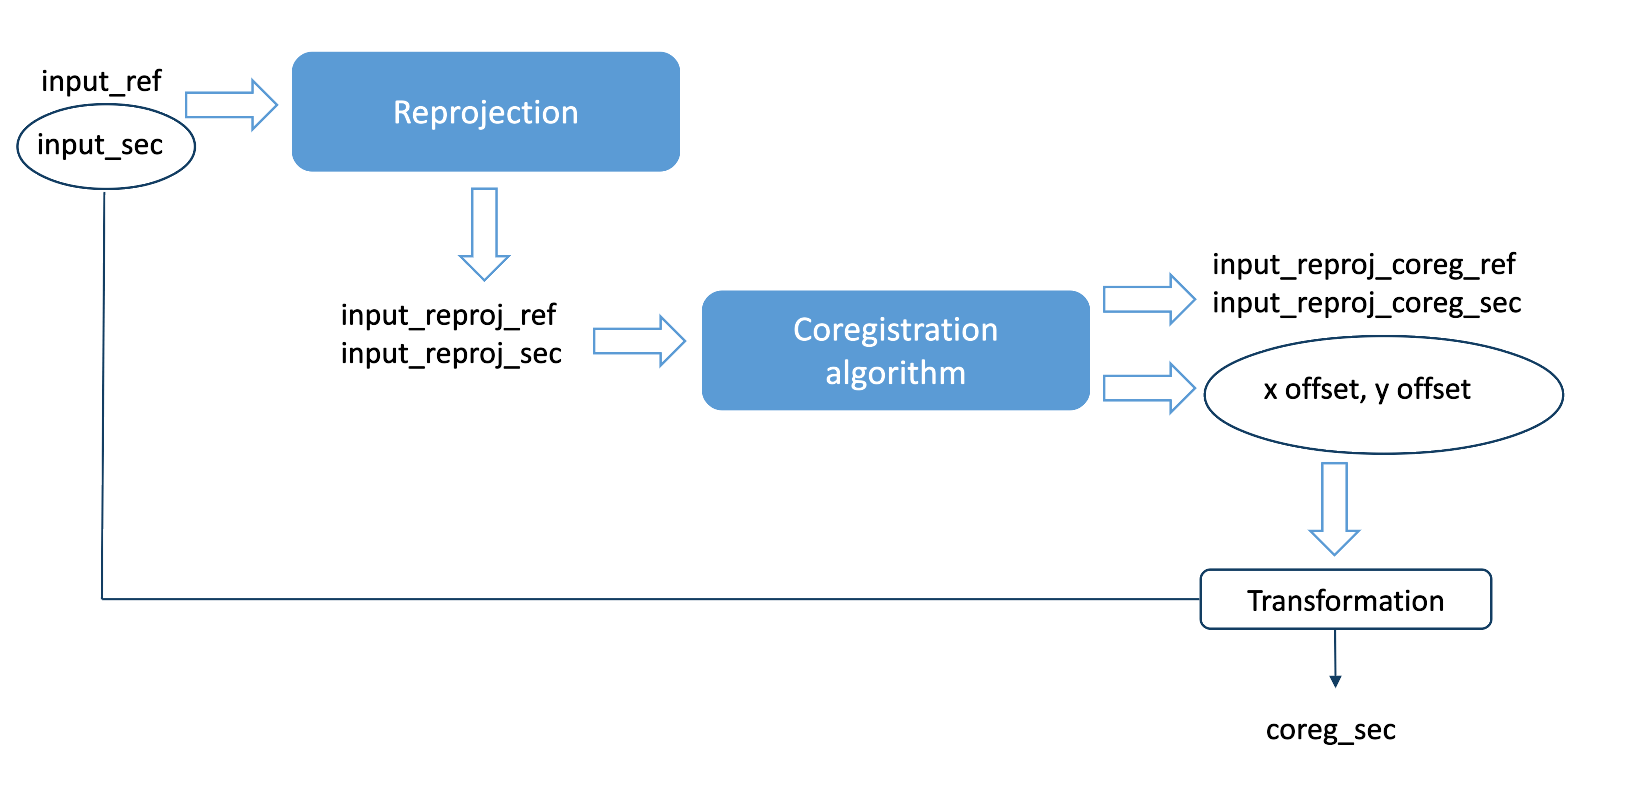 input_ref
input_sec
Reprojection
input_reproj_ref
input_reproj_sec
Coregistration
algorithm
input_reproj_coreg_ref
input_reproj_coreg_sec
x offset, y offset
Transformation
coreg_sec